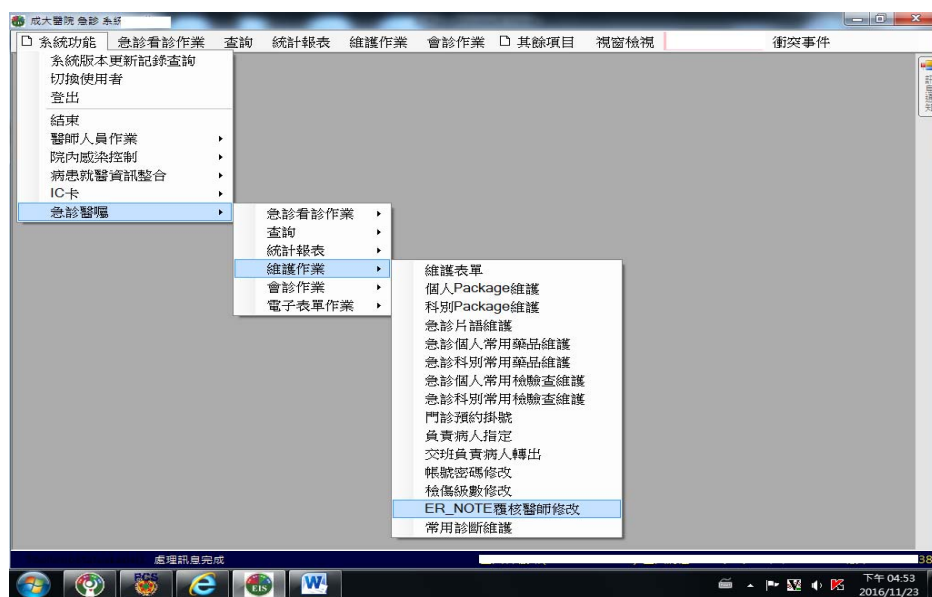 成大醫院 急診 系統
系統功能 急診看診作業 查詢 統計報表 維護作業 會診作業 其餘項目 視窗檢視 衝突事件
系統版本更新記錄查詢
切換使用者
登出
結束
醫師人員作業
院內感染控制
病患就醫資訊整合
IC卡
急診醫囑
急診看診作業
查詢
統計報表
維護作業
會診作業
電子表單作業
維護表單
個人Package維護
科別Package維護
急診片語維護
急診個人常用藥品維護
急診科別常用藥品維護
急診個人常用檢驗查維護
急診科別常用檢驗查維護
門診預約掛號
負責病人指定
交班負責病人轉出
帳號密碼修改
檢傷級數修改
ER_NOTE覆核醫師修改
常用診斷維護
處理訊息完成
38
PCS
EIS
W
下午 04:53
2016/11/23